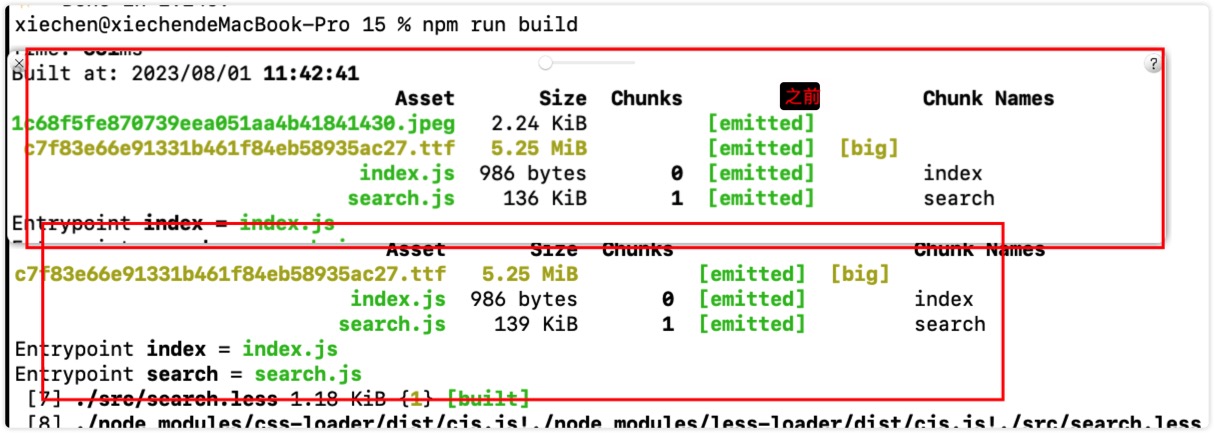 xiechen@xiechendeMacBook-Pro 15 % npm run build
Built at: 2023/08/01 11:42:41
Asset Size Chunks 之前 Chunk Names
1c68f5fe870739eea051aa4b41841430.jpeg 2.24 KiB [emitted]
c7f83e66e91331b461f84eb58935ac27.ttf 5.25 MiB [emitted] [big]
index.js 986 bytes 0 [emitted] index
search.js 136 KiB 1 [emitted] search
Entrypoint index = index.js
Asset Size Chunks Chunk Names
c7f83e66e91331b461f84eb58935ac27.ttf 5.25 MiB [emitted] [big]
index.js 986 bytes 0 [emitted] index
search.js 139 KiB 1 [emitted] search
Entrypoint index = index.js
Entrypoint search = search.js
[7] ./src/search.less 1.18 KiB {1} [built]
[8] ./node_modules/css-loader/dist/cjs.js!./node_modules/less-loader/dist/cjs.js!./src/search.less